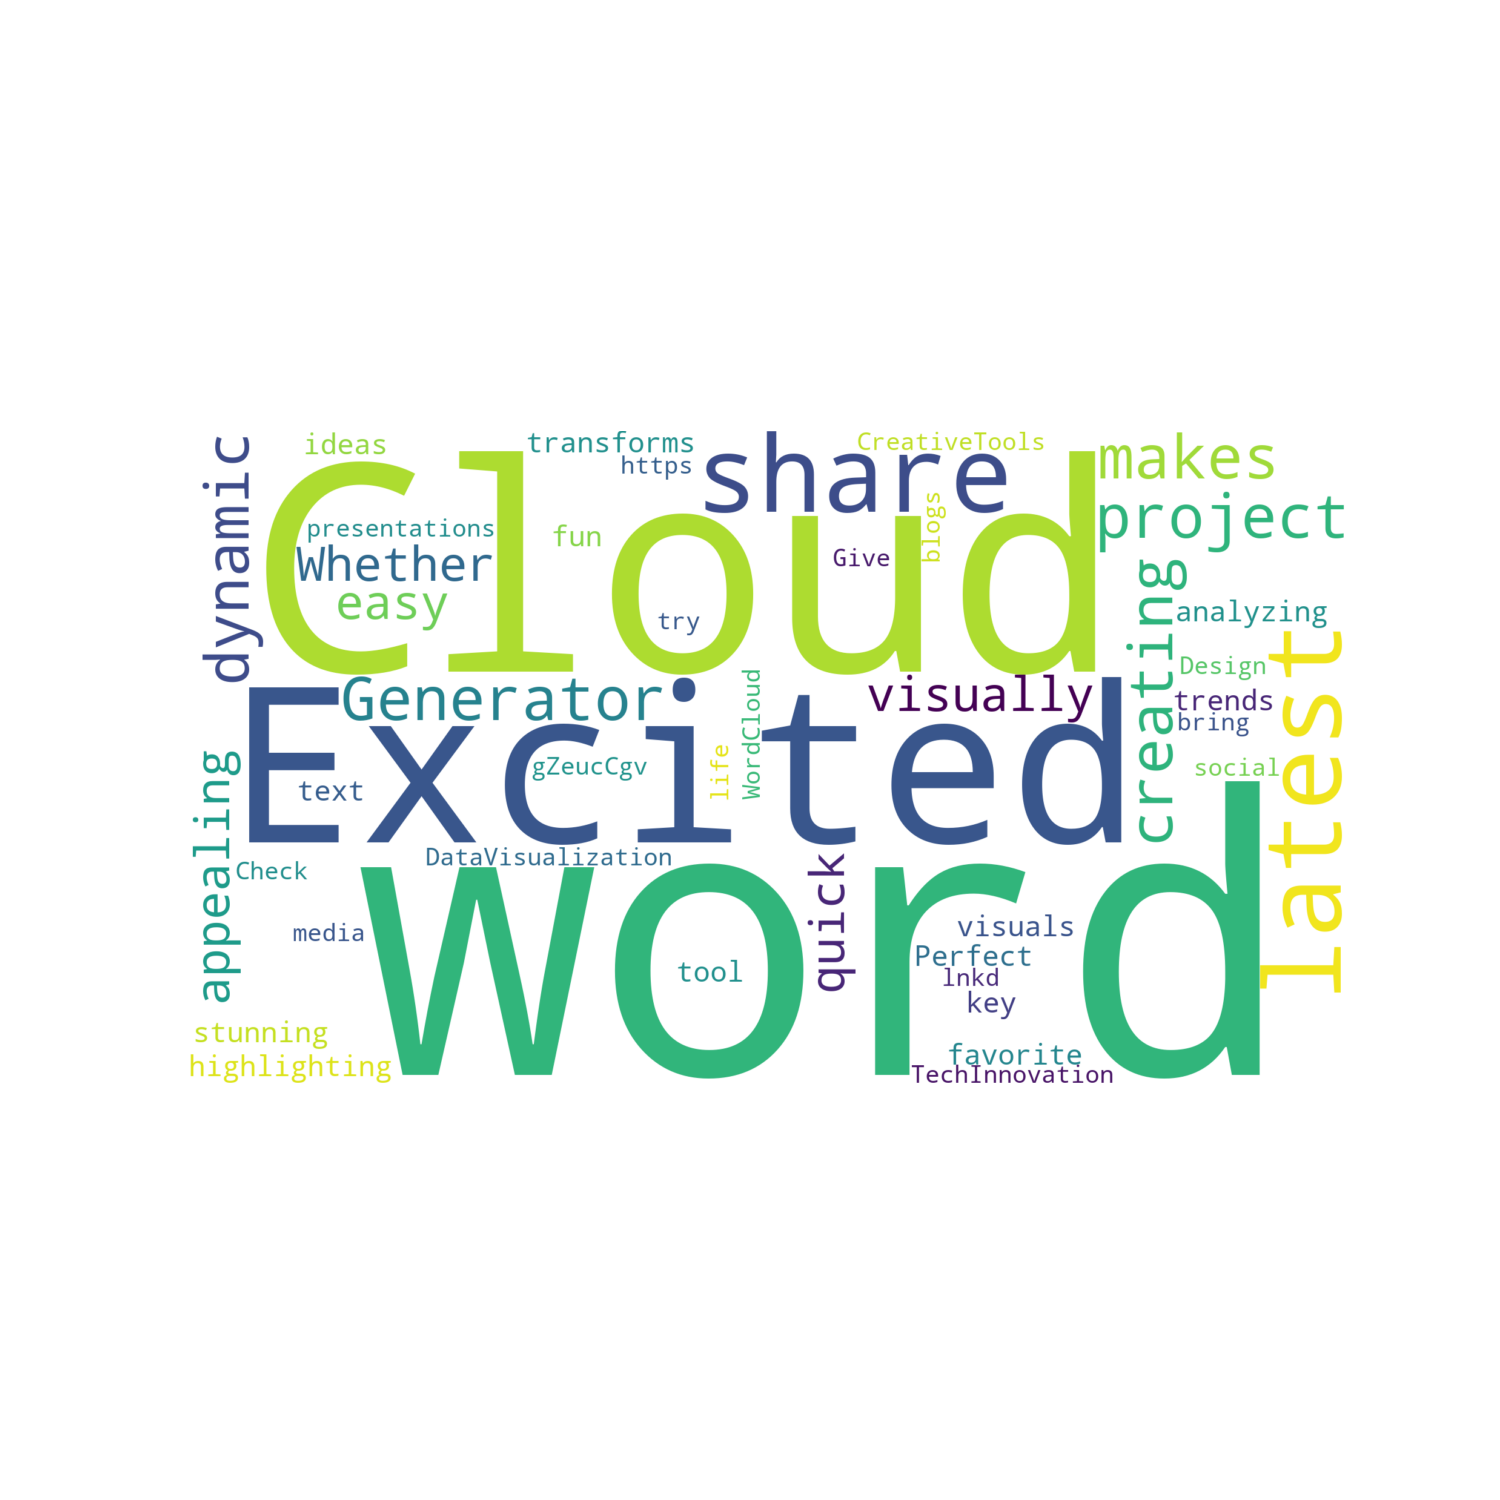 ideas
transforms
https
share
CreativeTools
makes
dynamic
Cloud
project
presentations
Whether
easy
fun
try
Give
blogs
creating
analyzing
Design
trends
bring
latest
Generator
visually
Excited
WordCloud
life
gZeucCgv
text
social
appealing
Check
DataVisualization
media
Word
tool
quick
visuals
Perfect
lnkd
key
stunning
highlighting
favorite
TechInnovation